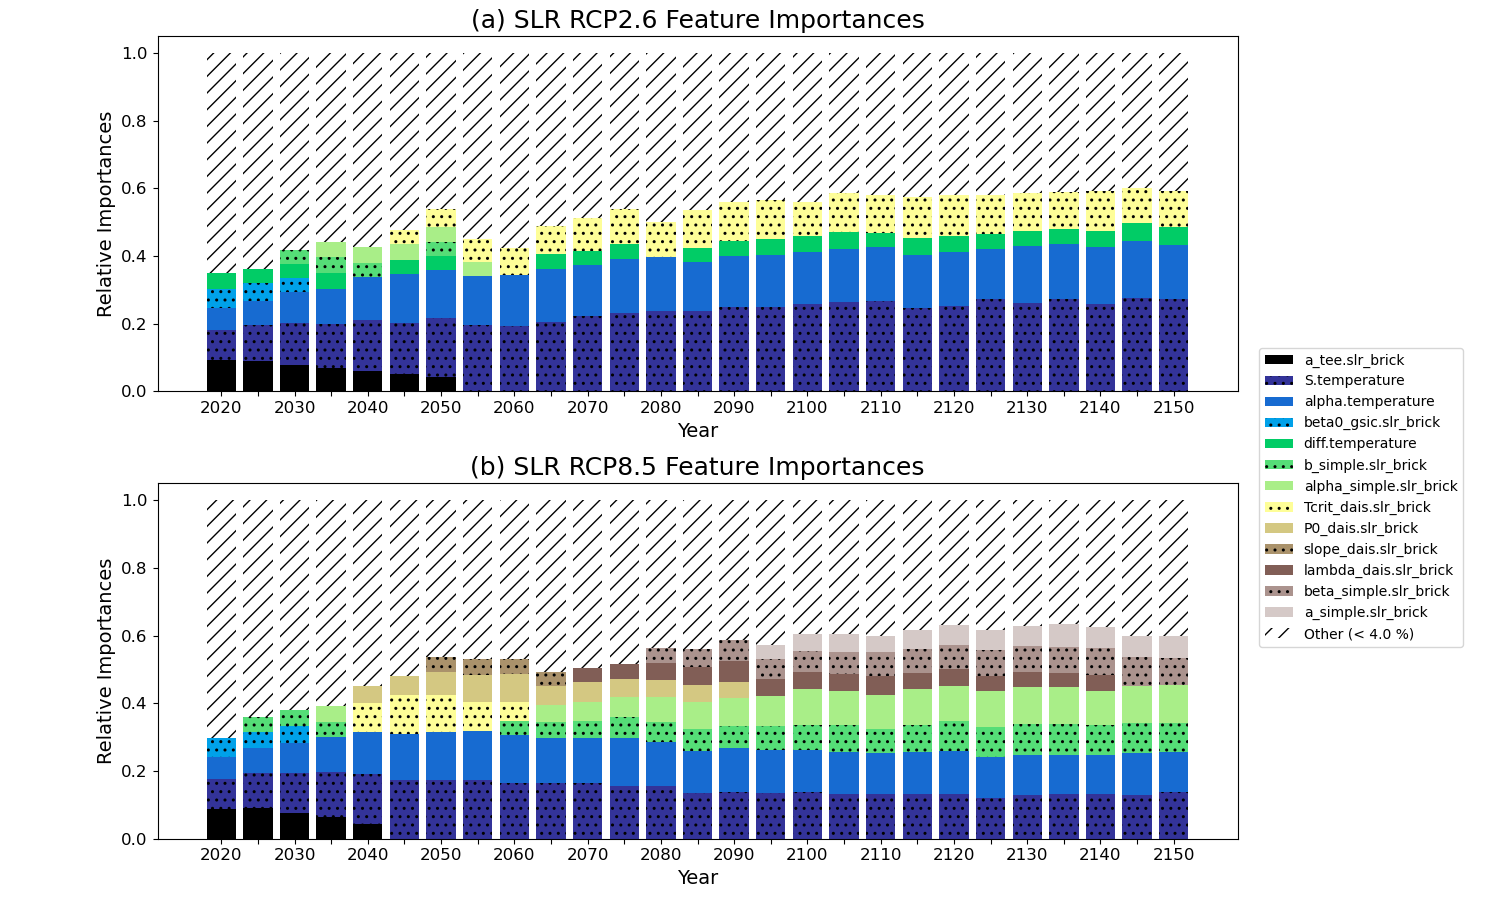 (a) SLR RCP2.6 Feature Importances
Relative Importances
1.0
0.8
0.6
0.4
0.2
0.0
2020 2030 2040 2050 2060 2070 2080 2090 2100 2110 2120 2130 2140 2150
Year
(b) SLR RCP8.5 Feature Importances
Relative Importances
1.0
0.8
0.6
0.4
0.2
0.0
2020 2030 2040 2050 2060 2070 2080 2090 2100 2110 2120 2130 2140 2150
Year
a_tee.slr_brick
S.temperature
alpha.temperature
beta0_gsic.slr_brick
diff.temperature
b_simple.slr_brick
alpha_simple.slr_brick
Tcrit_dais.slr_brick
P0_dais.slr_brick
slope_dais.slr_brick
lambda_dais.slr_brick
beta_simple.slr_brick
a_simple.slr_brick
Other (< 4.0 %)